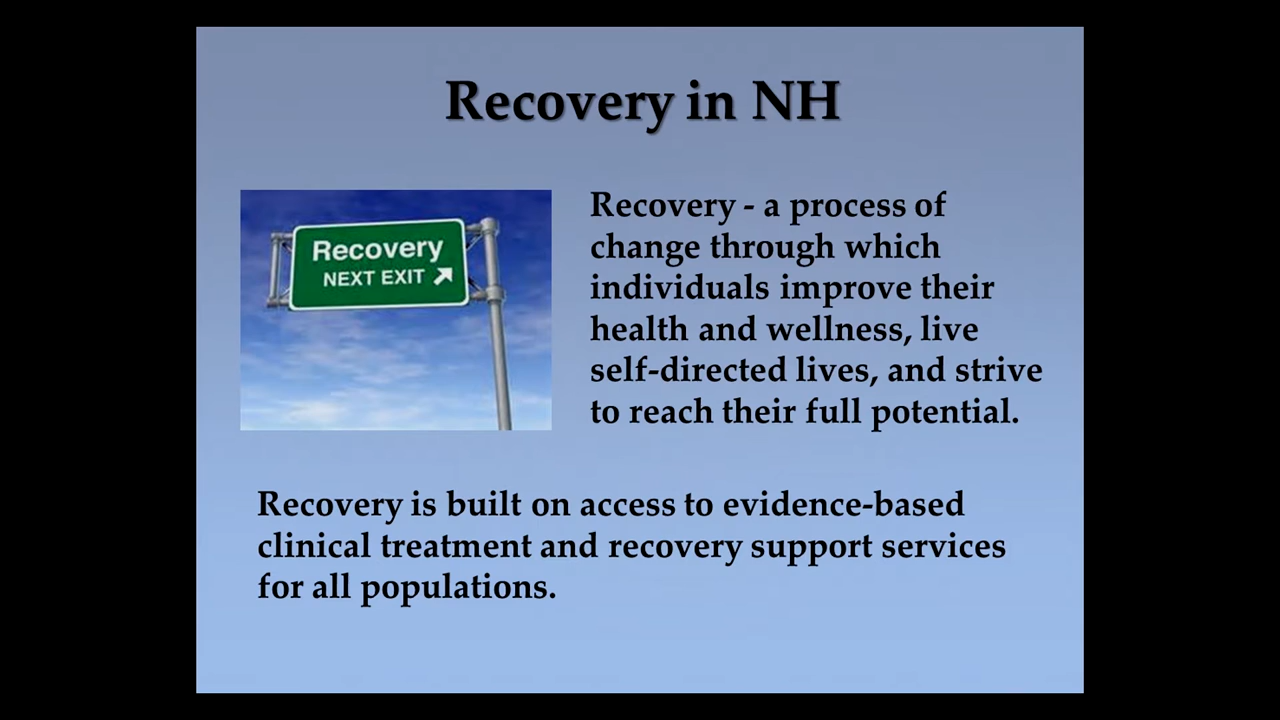 Recovery in NH
Recovery
NEXT EXIT
Recovery - a process of
change through which
individuals improve their
health and wellness, live
self-directed lives, and strive
to reach their full potential.
Recovery is built on access to evidence-based
clinical treatment and recovery support services
for all populations.